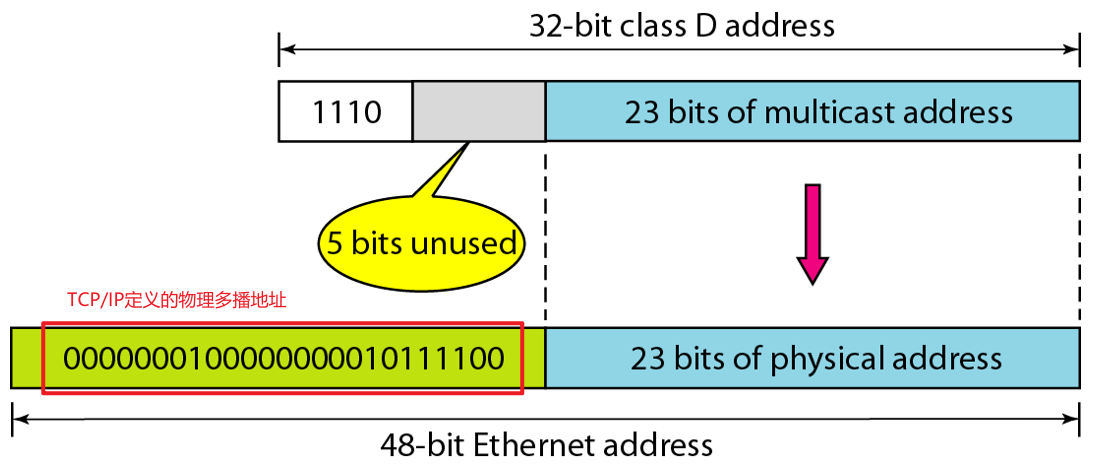 32-bit class D address
1110
23 bits of multicast address
5 bits unused
TCP/IP定义的物理多播地址
0000000100000000010111100
23 bits of physical address
48-bit Ethernet address